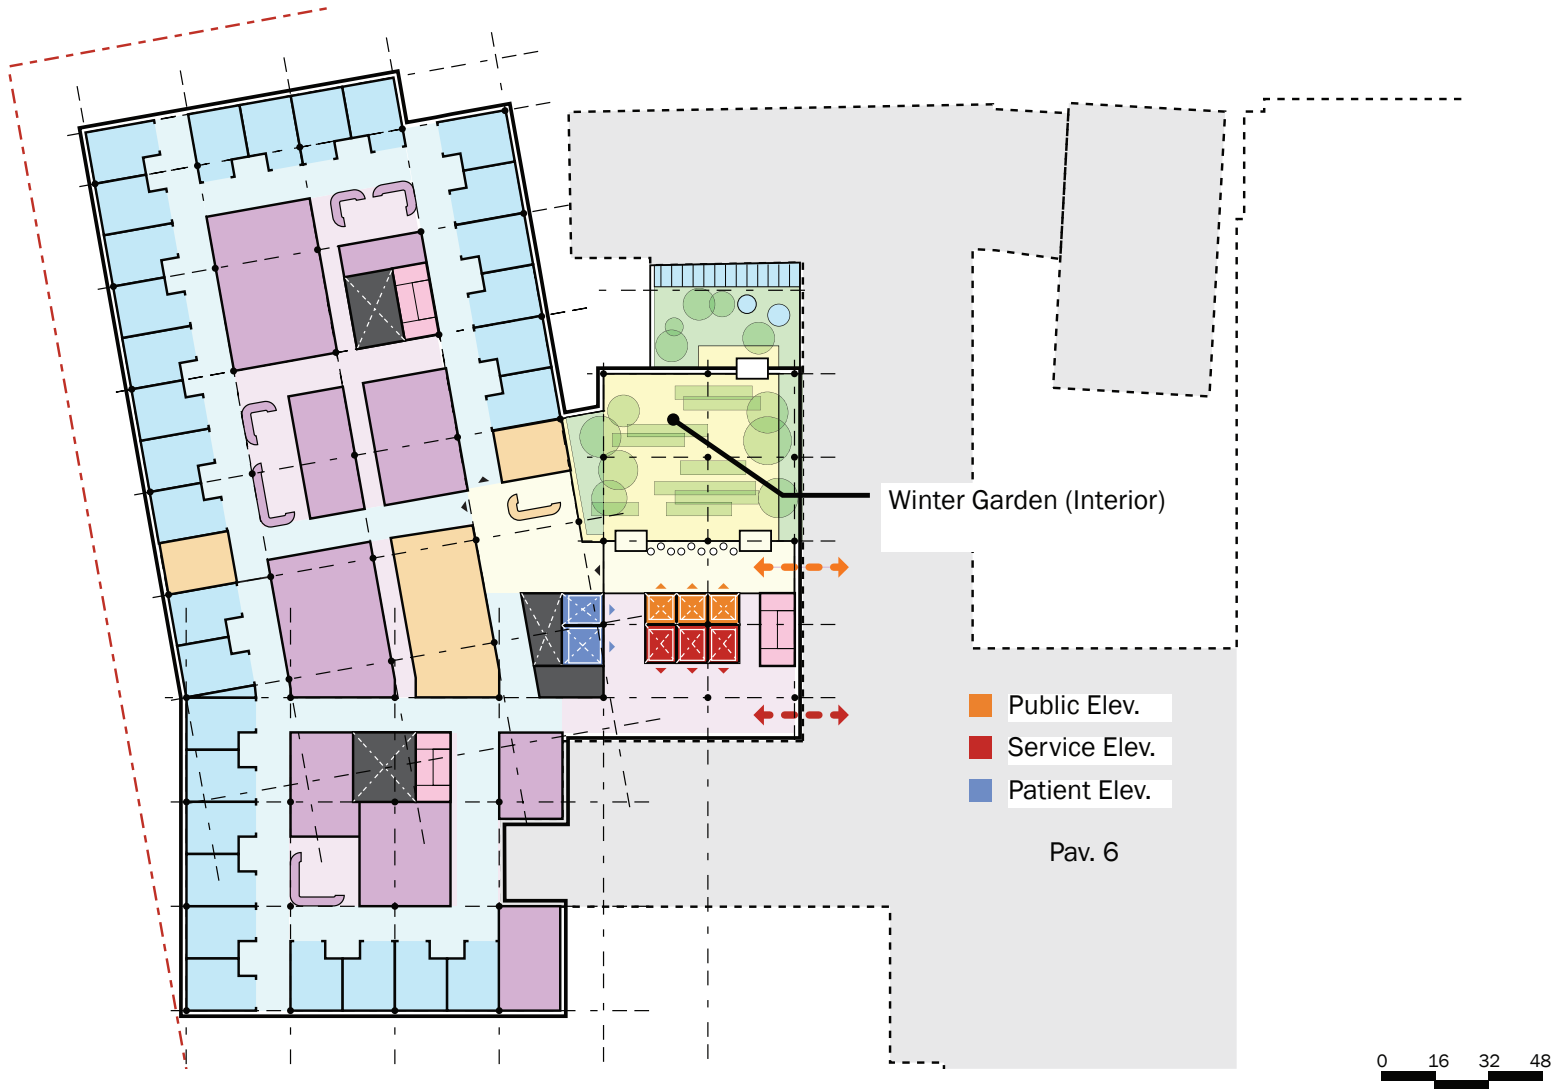 Winter Garden (Interior)
Public Elev.
Service Elev.
Patient Elev.
Pav. 6
0 16 32 48